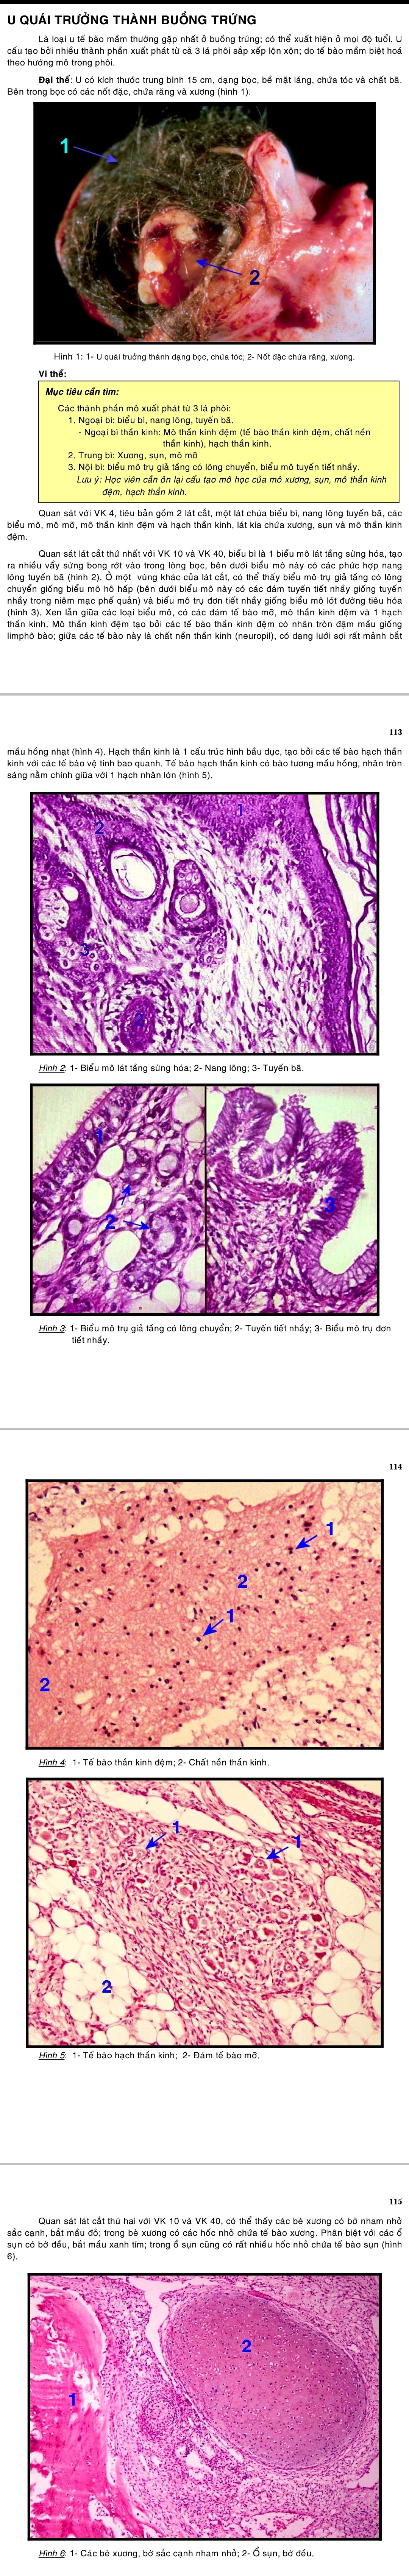 U QUÁI TRƯỞNG THÀNH BUỒNG TRỨNG
Là loại u tế bào mầm thường gặp nhất ở buồng trứng; có thể xuất hiện ở mọi độ tuổi. U
cấu tạo bởi nhiều thành phần xuất phát từ cả 3 lá phôi sắp xếp lộn xộn; do tế bào mầm biệt hoá
theo hướng mô trong phôi.
Đại thể: U có kích thước trung bình 15 cm, dạng bọc, bề mặt láng, chứa tóc và chất bã.
Bên trong bọc có các nốt đặc, chứa răng và xương (hình 1).
1
2
Hình 1: 1- U quái trưởng thành dạng bọc, chứa tóc; 2- Nốt đặc chứa răng, xương.
Vi thể:
Mục tiêu cần tìm:
Các thành phần mô xuất phát từ 3 lá phôi:
1. Ngoại bì: biểu bì, nang lông, tuyến bã.
- Ngoại bì thần kinh: Mô thần kinh đệm (tế bào thần kinh đệm, chất nền
thần kinh), hạch thần kinh.
2. Trung bì: Xương, sụn, mô mỡ
3. Nội bì: biểu mô trụ giả tầng có lông chuyển, biểu mô tuyến tiết nhầy.
Lưu ý: Học viên cần ôn lại cấu tạo mô học của mô xương, sụn, mô thần kinh
đệm, hạch thần kinh.
Quan sát với VK 4, tiêu bản gồm 2 lát cắt, một lát chứa biểu bì, nang lông tuyến bã, các
biểu mô, mô mỡ, mô thần kinh đệm và hạch thần kinh, lát kia chứa xương, sụn và mô thần kinh
đệm.
Quan sát lát cắt thứ nhất với VK 10 và VK 40, biểu bì là 1 biểu mô lát tầng sừng hóa, tạo
ra nhiều vẩy sừng bong rớt vào trong lòng bọc, bên dưới biểu mô này có các phức hợp nang
lông tuyến bã (hình 2). Ở một vùng khác của lát cắt, có thể thấy biểu mô trụ giả tầng có lông
chuyển giống biểu mô hô hấp (bên dưới biểu mô này có các đám tuyến tiết nhầy giống tuyến
nhầy trong niêm mạc phế quản) và biểu mô trụ đơn tiết nhầy giống biểu mô lót đường tiêu hóa
(hình 3). Xen lẫn giữa các loại biểu mô, có các đám tế bào mỡ, mô thần kinh đệm và 1 hạch
thần kinh. Mô thần kinh đệm tạo bởi các tế bào thần kinh đệm có nhân tròn đậm mầu giống
limphô bào; giữa các tế bào này là chất nền thần kinh (neuropil), có dạng lưới sợi rất mảnh bắt
113
mầu hồng nhạt (hình 4). Hạch thần kinh là 1 cấu trúc hình bầu dục, tạo bởi các tế bào hạch thần
kinh với các tế bào vệ tinh bao quanh. Tế bào hạch thần kinh có bào tương mầu hồng, nhân tròn
sáng nằm chính giữa với 1 hạch nhân lớn (hình 5).
1
2
3
2
Hình 2: 1- Biểu mô lát tầng sừng hóa; 2- Nang lông; 3- Tuyến bã.
1
2
3
Hình 3: 1- Biểu mô trụ giả tầng có lông chuyển; 2- Tuyến tiết nhầy; 3- Biểu mô trụ đơn
tiết nhầy.
114
1
2
1
2
Hình 4: 1- Tế bào thần kinh đệm; 2- Chất nền thần kinh.
1
1
2
Hình 5: 1- Tế bào hạch thần kinh; 2- Đám tế bào mỡ.
115
Quan sát lát cắt thứ hai với VK 10 và VK 40, có thể thấy các bè xương có bờ nham nhở
sắc cạnh, bắt mầu đỏ; trong bè xương có các hốc nhỏ chứa tế bào xương. Phân biệt với các ổ
sụn có bờ đều, bắt mầu xanh tím; trong ổ sụn cũng có rất nhiều hốc nhỏ chứa tế bào sụn (hình
6).
2
1
Hình 6: 1- Các bè xương, bờ sắc cạnh nham nhở; 2- Ổ sụn, bờ đều.